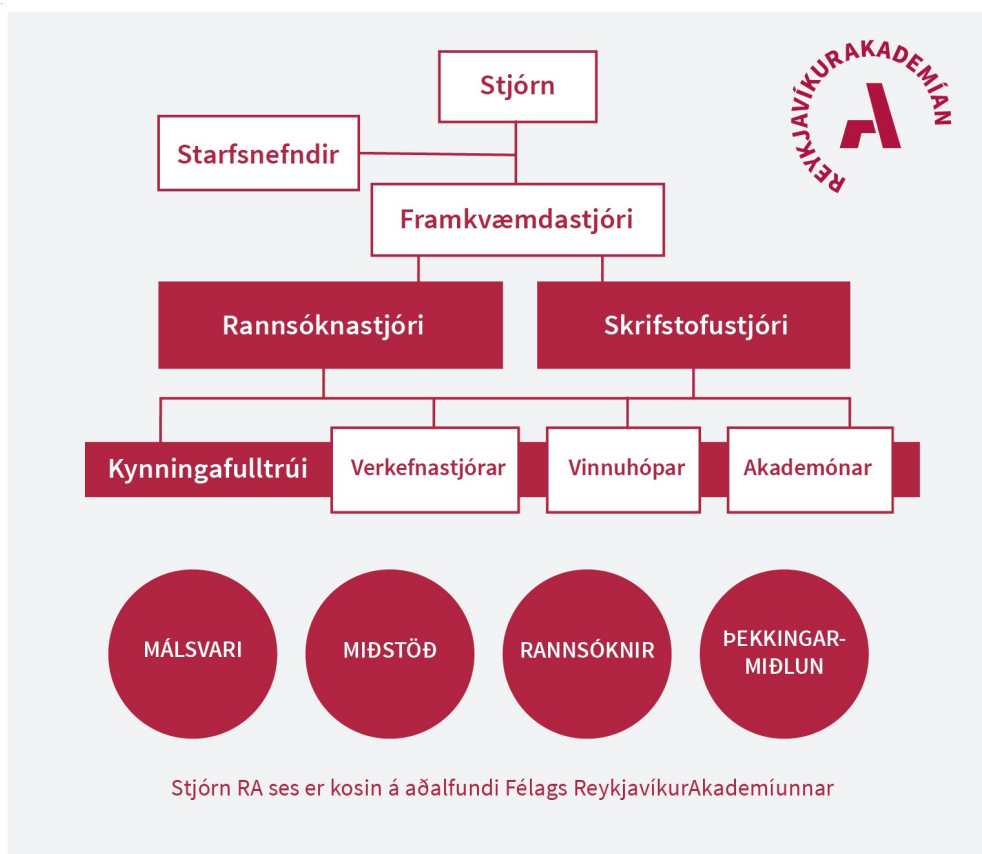 Stjórn
REYKJAVÍKURAKADEMÍAN
Starfsnefndir
Framkvæmdastjóri
Rannsóknastjóri
Skrifstofustjóri
Kynningafulltrúi
Verkefnastjórar
Vinnuhópar
Akademónar
MÁLSVARI
MIÐSTÖÐ
RANNSÓKNIR
ÞEKKINGAR-
MIÐLUN
Stjórn RA ses er kosin á aðalfundi Félags ReykjavíkurAkademíunnar